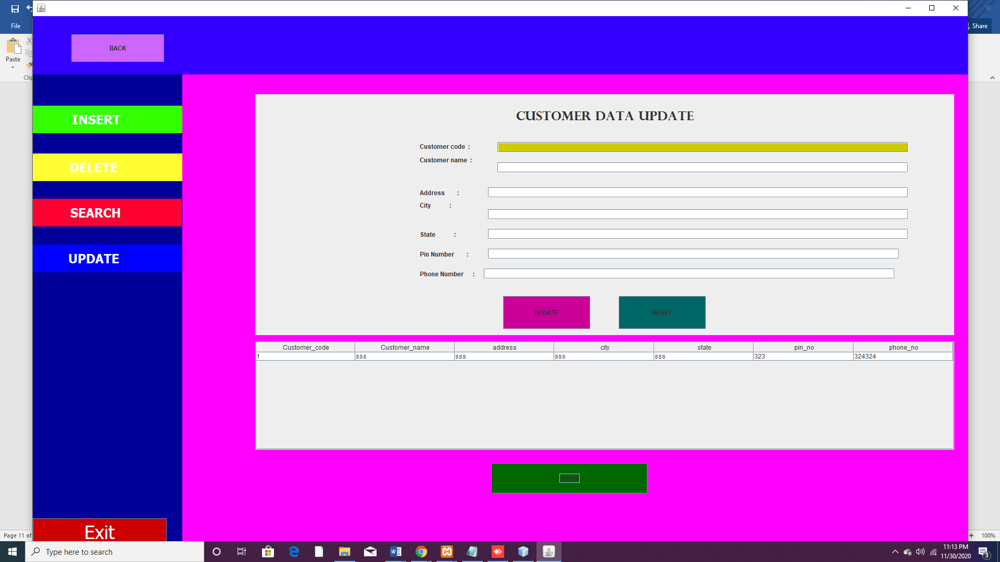 File
Share
Paste
Clip
BACK
INSERT
DELETE
SEARCH
UPDATE
Exit
CUSTOMER DATA UPDATE
Customer code :
Customer name :
Address :
City :
State :
Pin Number :
Phone Number :
UPDATE
RESET
Customer_code Customer_name address city state pin_no phone_no
1 sss sss sss sss 323 324324
Page 11 of
100%
Type here to search
11:13 PM
11/30/2020
3